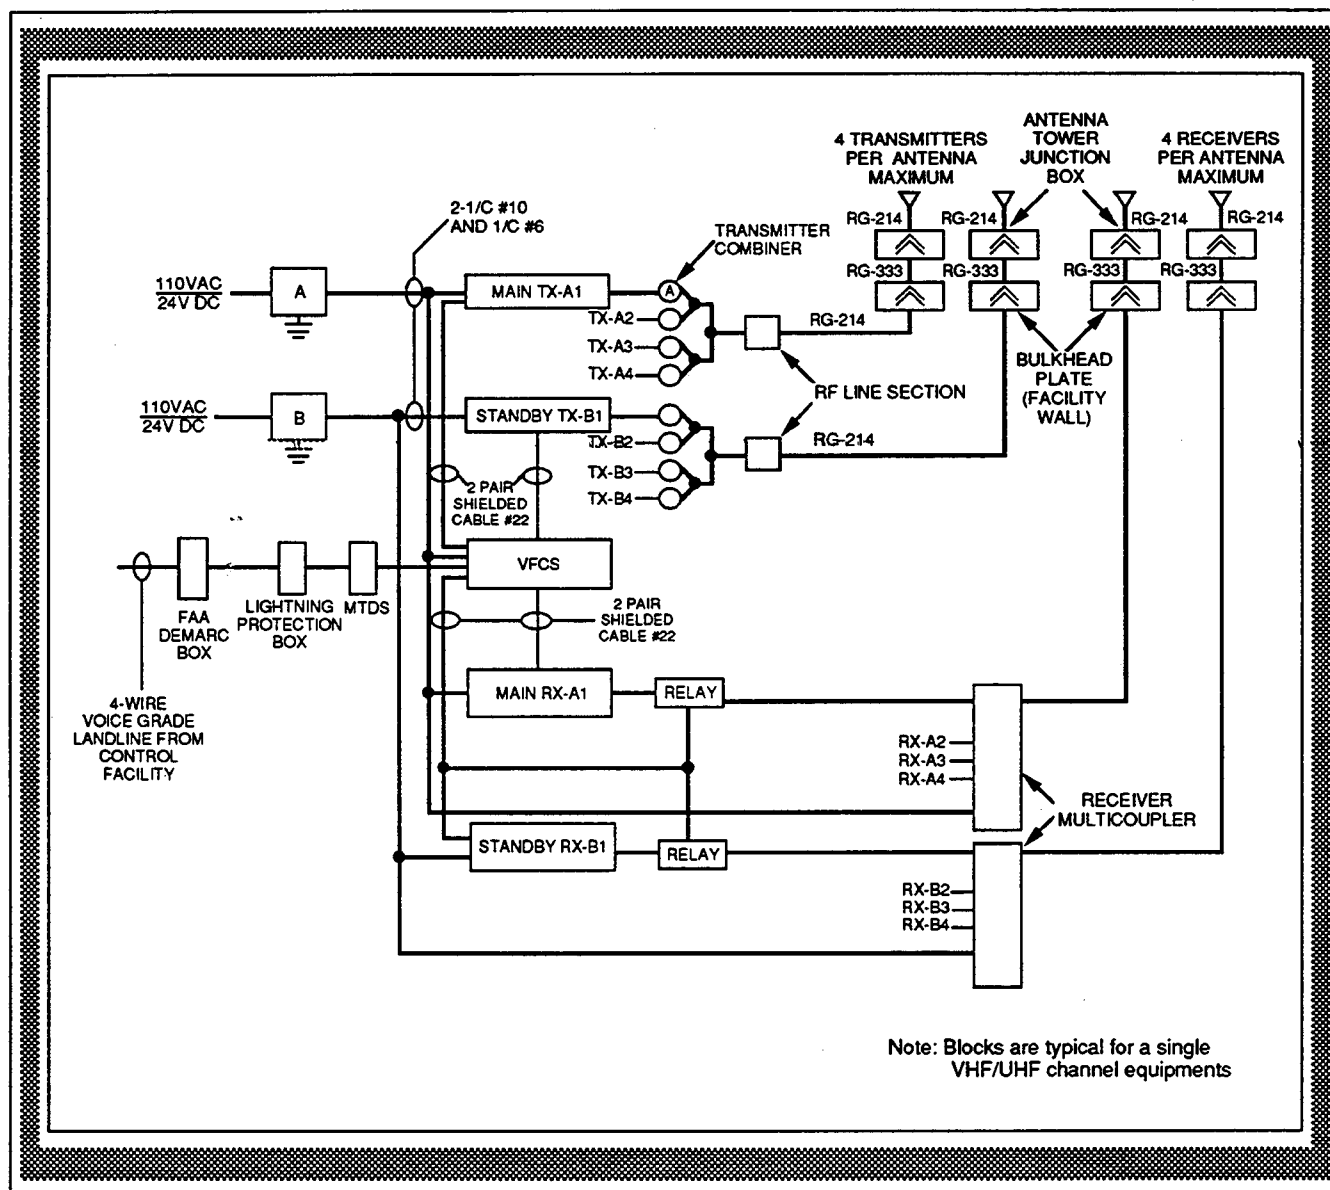 4 TRANSMITTERS
PER ANTENNA
MAXIMUM
ANTENNA
TOWER
JUNCTION
BOX
4 RECEIVERS
PER ANTENNA
MAXIMUM
RG-214
RG-214
RG-214
RG-214
RG-333
RG-333
RG-333
RG-333
2-1/C #10
AND 1/C #6
TRANSMITTER
COMBINER
110VAC
24V DC
A
MAIN TX-A1
A
TX-A2
TX-A3
TX-A4
RG-214
BULKHEAD
PLATE
(FACILITY
WALL)
RF LINE SECTION
110VAC
24V DC
B
STANDBY TX-B1
TX-B2
TX-B3
TX-B4
RG-214
2 PAIR
SHIELDED
CABLE #22
VFCS
FAA
DEMARC
BOX
LIGHTNING
PROTECTION
BOX
MTDS
2 PAIR
SHIELDED
CABLE #22
4-WIRE
VOICE GRADE
LANDLINE FROM
CONTROL
FACILITY
MAIN RX-A1
RELAY
RX-A2
RX-A3
RX-A4
RECEIVER
MULTICOUPLER
STANDBY RX-B1
RELAY
RX-B2
RX-B3
RX-B4
Note: Blocks are typical for a single
VHF/UHF channel equipments